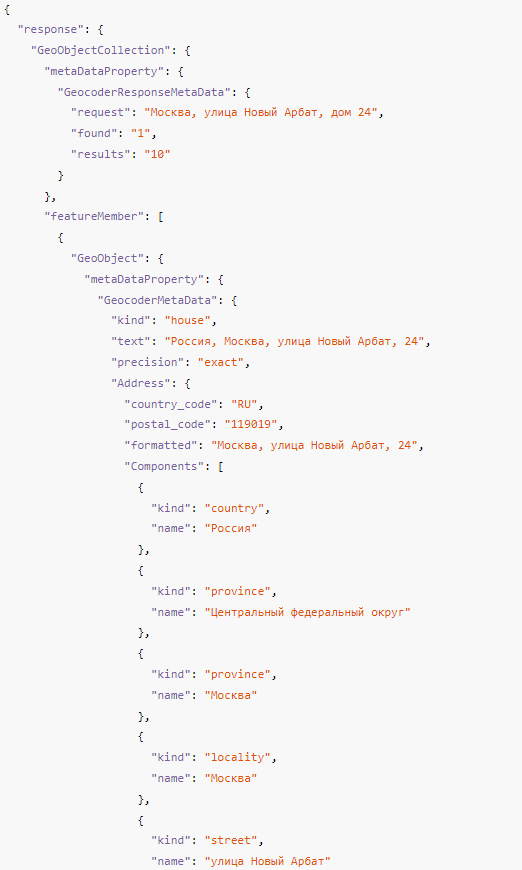 {
"response": {
"GeoObjectCollection": {
"metaDataProperty": {
"GeocoderResponseMetaData": {
"request": "Москва, улица Новый Арбат, дом 24",
"found": "1",
"results": "10"
}
},
"featureMember": [
{
"GeoObject": {
"metaDataProperty": {
"GeocoderMetaData": {
"kind": "house",
"text": "Россия, Москва, улица Новый Арбат, 24",
"precision": "exact",
"Address": {
"country_code": "RU",
"postal_code": "119019",
"formatted": "Москва, улица Новый Арбат, 24",
"Components": [
{
"kind": "country",
"name": "Россия"
},
{
"kind": "province",
"name": "Центральный федеральный округ"
},
{
"kind": "province",
"name": "Москва"
},
{
"kind": "locality",
"name": "Москва"
},
{
"kind": "street",
"name": "улица Новый Арбат"